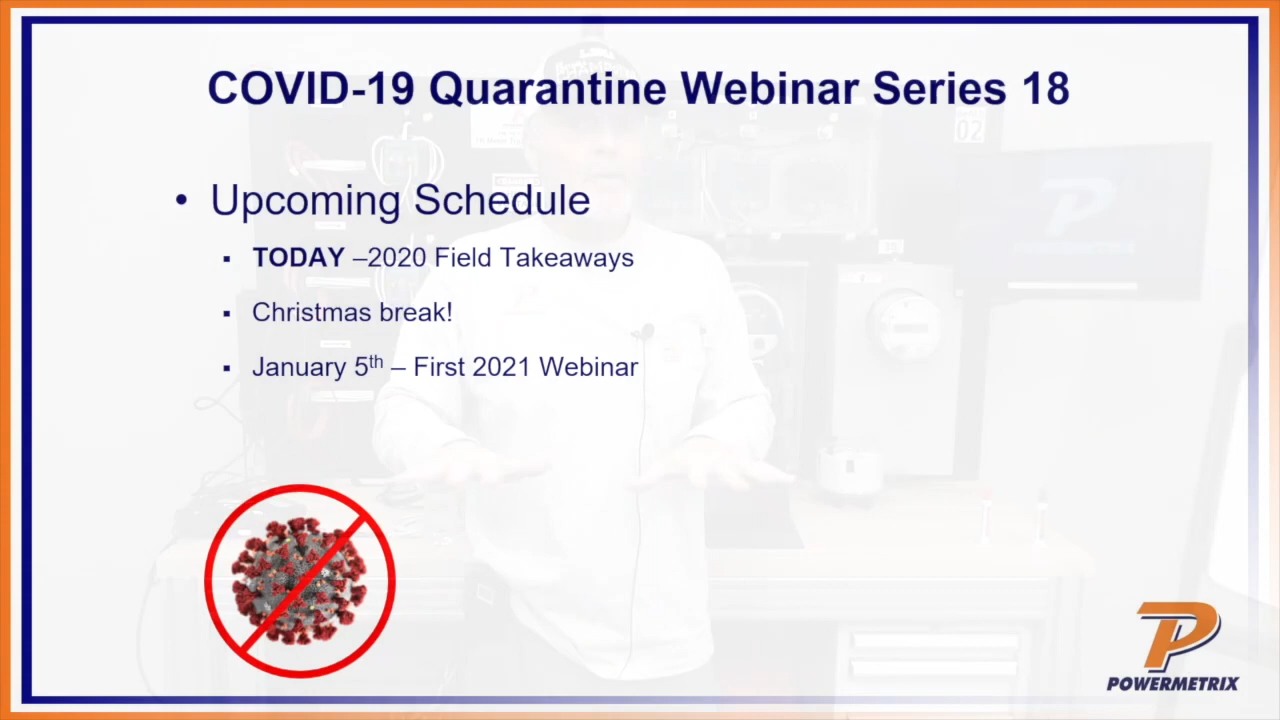 COVID-19 Quarantine Webinar Series 18
• Upcoming Schedule
▪ TODAY –2020 Field Takeaways
▪ Christmas break!
▪ January 5th – First 2021 Webinar
02
POWERMETRIX